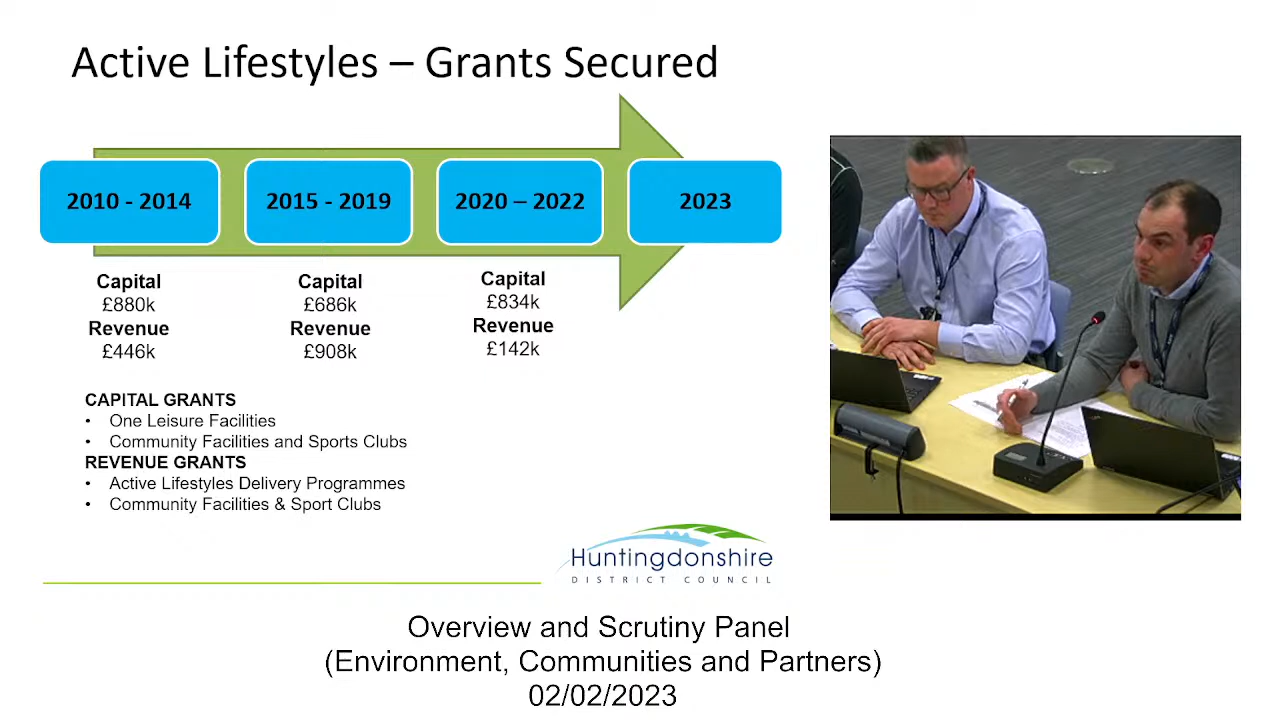 Active Lifestyles – Grants Secured
2010 - 2014
2015 - 2019
2020 – 2022
2023
Capital
£880k
Revenue
£446k
Capital
£686k
Revenue
£908k
Capital
£834k
Revenue
£142k
CAPITAL GRANTS
• One Leisure Facilities
• Community Facilities and Sports Clubs
REVENUE GRANTS
• Active Lifestyles Delivery Programmes
• Community Facilities & Sport Clubs
Huntingdonshire
DISTRICT COUNCIL
Overview and Scrutiny Panel
(Environment, Communities and Partners)
02/02/2023